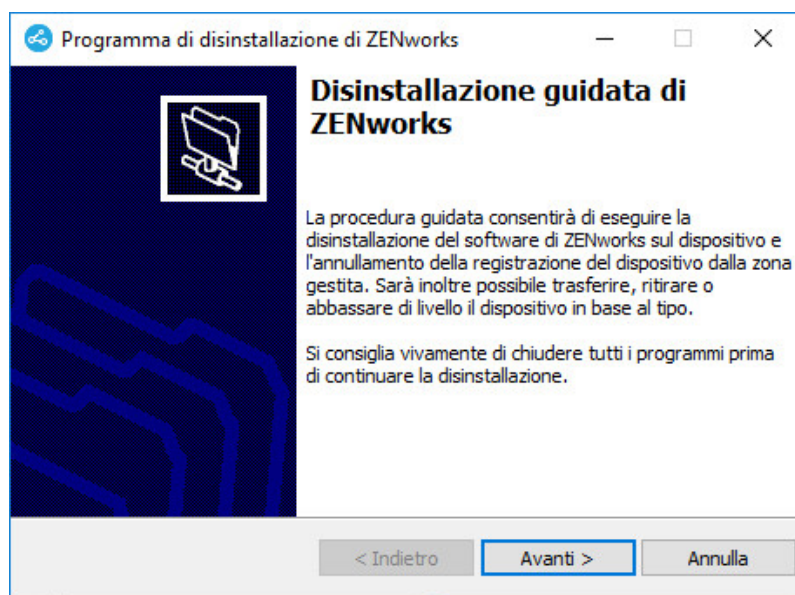 Programma di disinstallazione di ZENworks
Disinstallazione guidata di
ZENworks
La procedura guidata consentirà di eseguire la
disinstallazione del software di ZENworks sul dispositivo e
l'annullamento della registrazione del dispositivo dalla zona
gestita. Sarà inoltre possibile trasferire, ritirare o
abbassare di livello il dispositivo in base al tipo.
Si consiglia vivamente di chiudere tutti i programmi prima
di continuare la disinstallazione.
< Indietro
Avanti >
Annulla